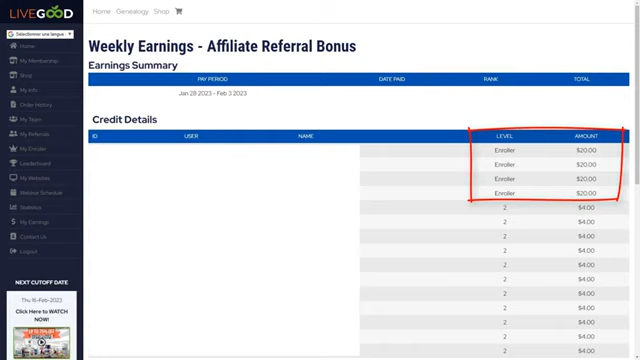 LIVEGOOD
Home Genealogy Shop
G Sélectionner une langue ▼
Home
My Membership
Shop
My Info
Order History
My Team
My Referrals
My Enroller
Leaderboard
My Websites
Webinar Schedule
Statistics
My Earnings
Contact Us
Logout
NEXT CUTOFF DATE
Thu 16-Feb-2023
Click Here to WATCH
NOW!
Weekly Earnings - Affiliate Referral Bonus
Earnings Summary
PAY PERIOD DATE PAID RANK TOTAL
Jan 28 2023 - Feb 3 2023
Credit Details
ID USER NAME LEVEL AMOUNT
Enroller $20.00
Enroller $20.00
Enroller $20.00
Enroller $20.00
2 $4.00
2 $4.00
2 $4.00
2 $4.00
2 $4.00
2 $4.00
2 $4.00
2 $4.00
2 $4.00
2 $4.00
2 $4.00